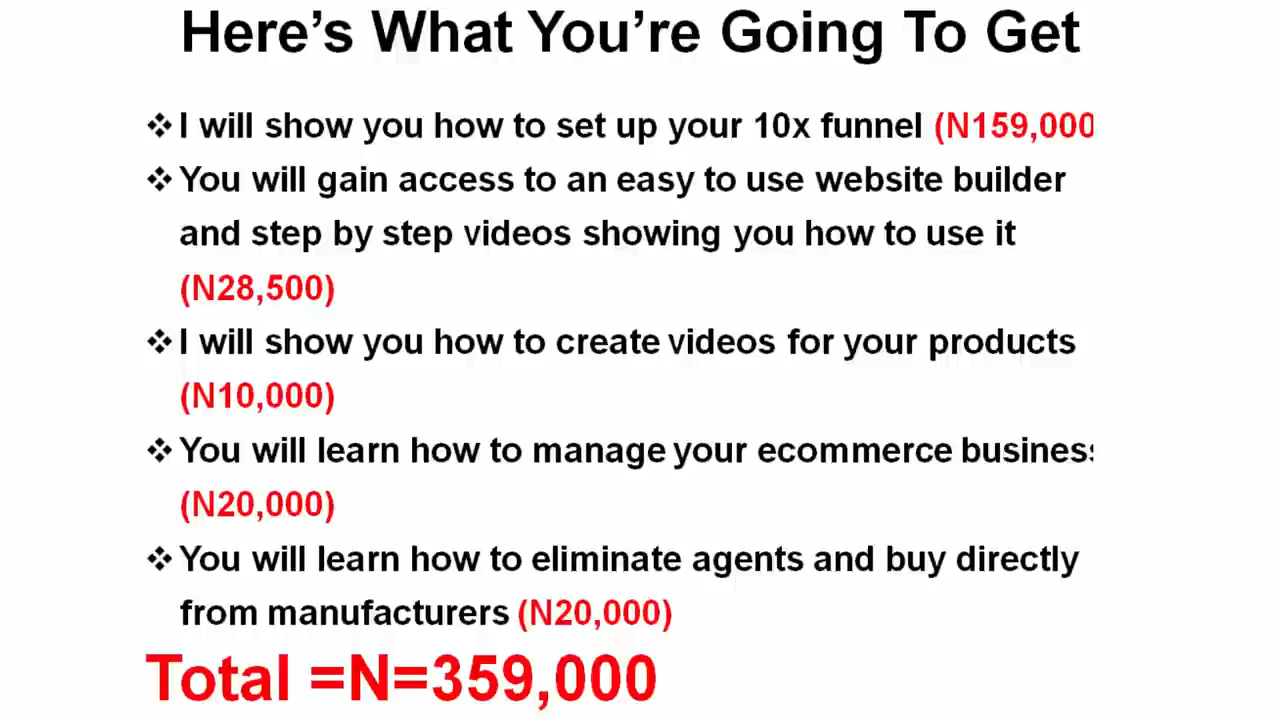 Here's What You're Going To Get
❖ I will show you how to set up your 10x funnel (N159,000
❖ You will gain access to an easy to use website builder
and step by step videos showing you how to use it
(N28,500)
❖ I will show you how to create videos for your products
(N10,000)
❖ You will learn how to manage your ecommerce business
(N20,000)
❖ You will learn how to eliminate agents and buy directly
from manufacturers (N20,000)
Total =N=359,000